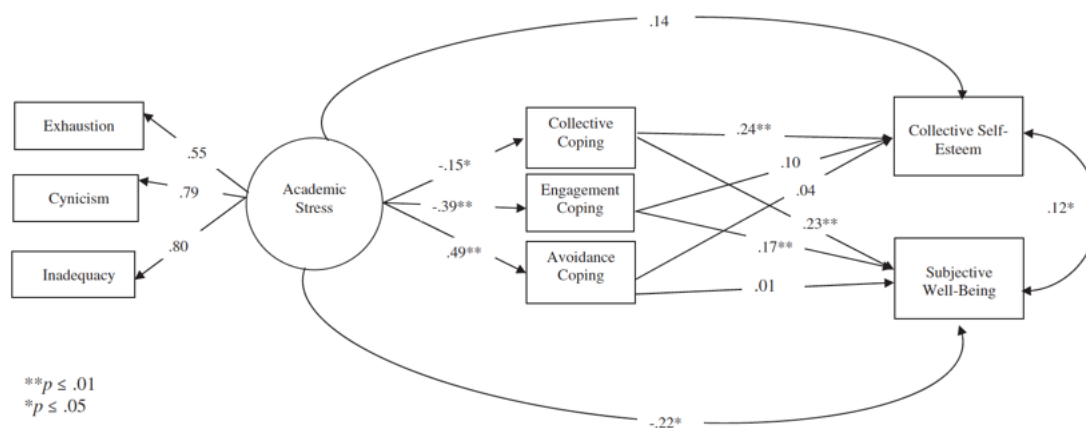 .14
Exhaustion
Collective
Coping
Collective Self-
Esteem
.24**
.55
-.15*
.10
Cynicism
.79
Academic
Stress
Engagement
Coping
.04
-.39**
.12*
.23**
.80
.49**
.17**
Inadequacy
Avoidance
Coping
Subjective
Well-Being
.01
**p ≤ .01
*p ≤ .05
-.22*